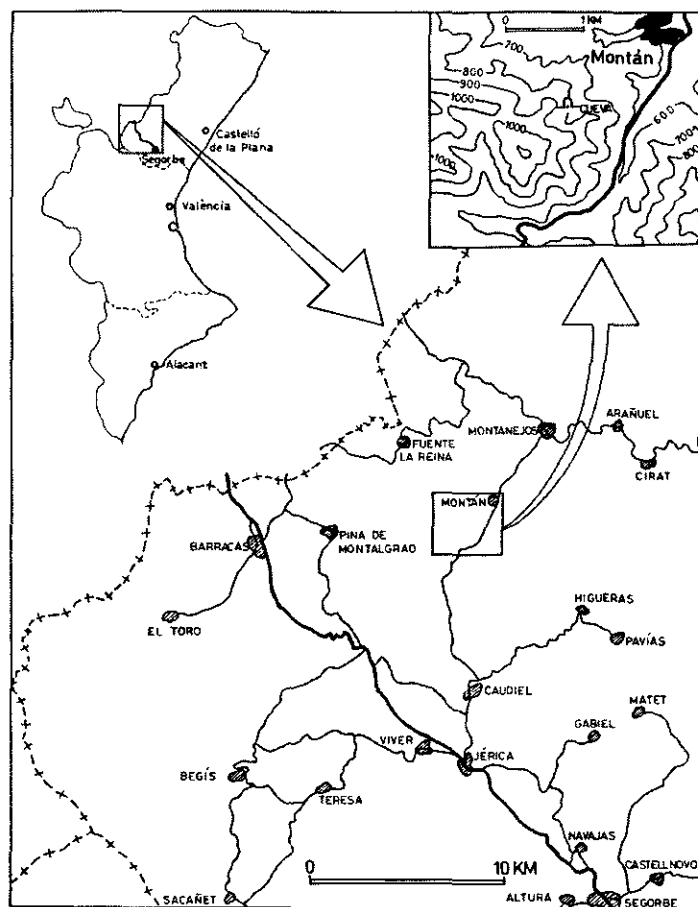 0 1 KM
Montán
700
800
900
1000
CUEVA
1000
600
1000
700
800
Castelló
de la Plana
Segorbe
València
Alacant
ARAÑUEL
MONTANEJOS
FUENTE
LA REINA
CIRAT
MONTÁN
PINA DE
MONTALGRAO
BARRACAS
HIGUERAS
EL TORO
PAVÍAS
CAUDIEL
MATET
GABIEL
VIVER
JÉRICA
BEGÍS
TERESA
NAVAJAS
0 10 KM
CASTELLNOVO
SACAÑET
ALTURA
SEGORBE